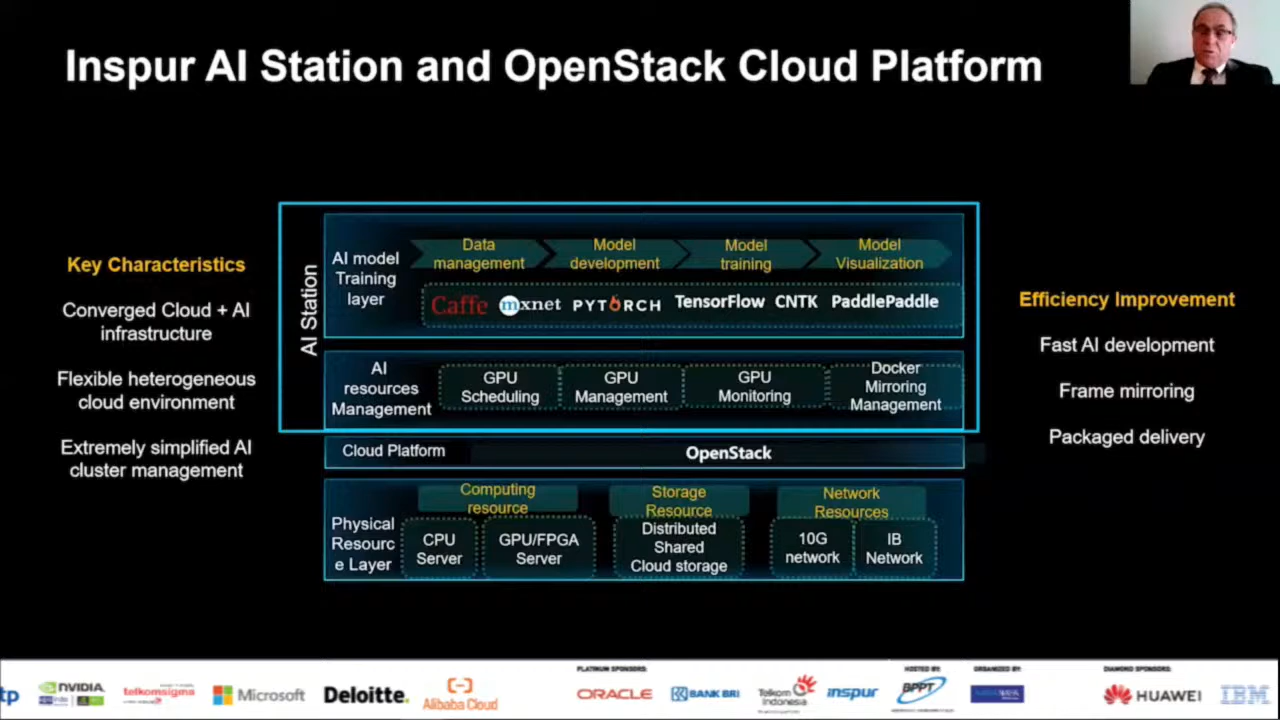 Inspur AI Station and OpenStack Cloud Platform
Key Characteristics
Converged Cloud + AI
infrastructure
Flexible heterogeneous
cloud environment
Extremely simplified AI
cluster management
AI Station
AI model
Training
layer
Data
management
Model
development
Model
training
Model
Visualization
Caffe
mxnet
PYTORCH
TensorFlow
CNTK
PaddlePaddle
AI
resources
Management
GPU
Scheduling
GPU
Management
GPU
Monitoring
Docker
Mirroring
Management
Cloud Platform
OpenStack
Physical
Resourc
e Layer
Computing
resource
CPU
Server
GPU/FPGA
Server
Storage
Resource
Distributed
Shared
Cloud storage
Network
Resources
10G
network
IB
Network
Efficiency Improvement
Fast AI development
Frame mirroring
Packaged delivery
tp
NVIDIA.
telkomsigma
Microsoft
Deloitte.
Alibaba Cloud
PLATINUM SPONSORS:
ORACLE
BANK BRI
Telkom
Indonesia
inspur
HOSTED BY:
BPPT
ORGANIZED BY:
DIAMOND SPONSORS:
HUAWEI
IBM